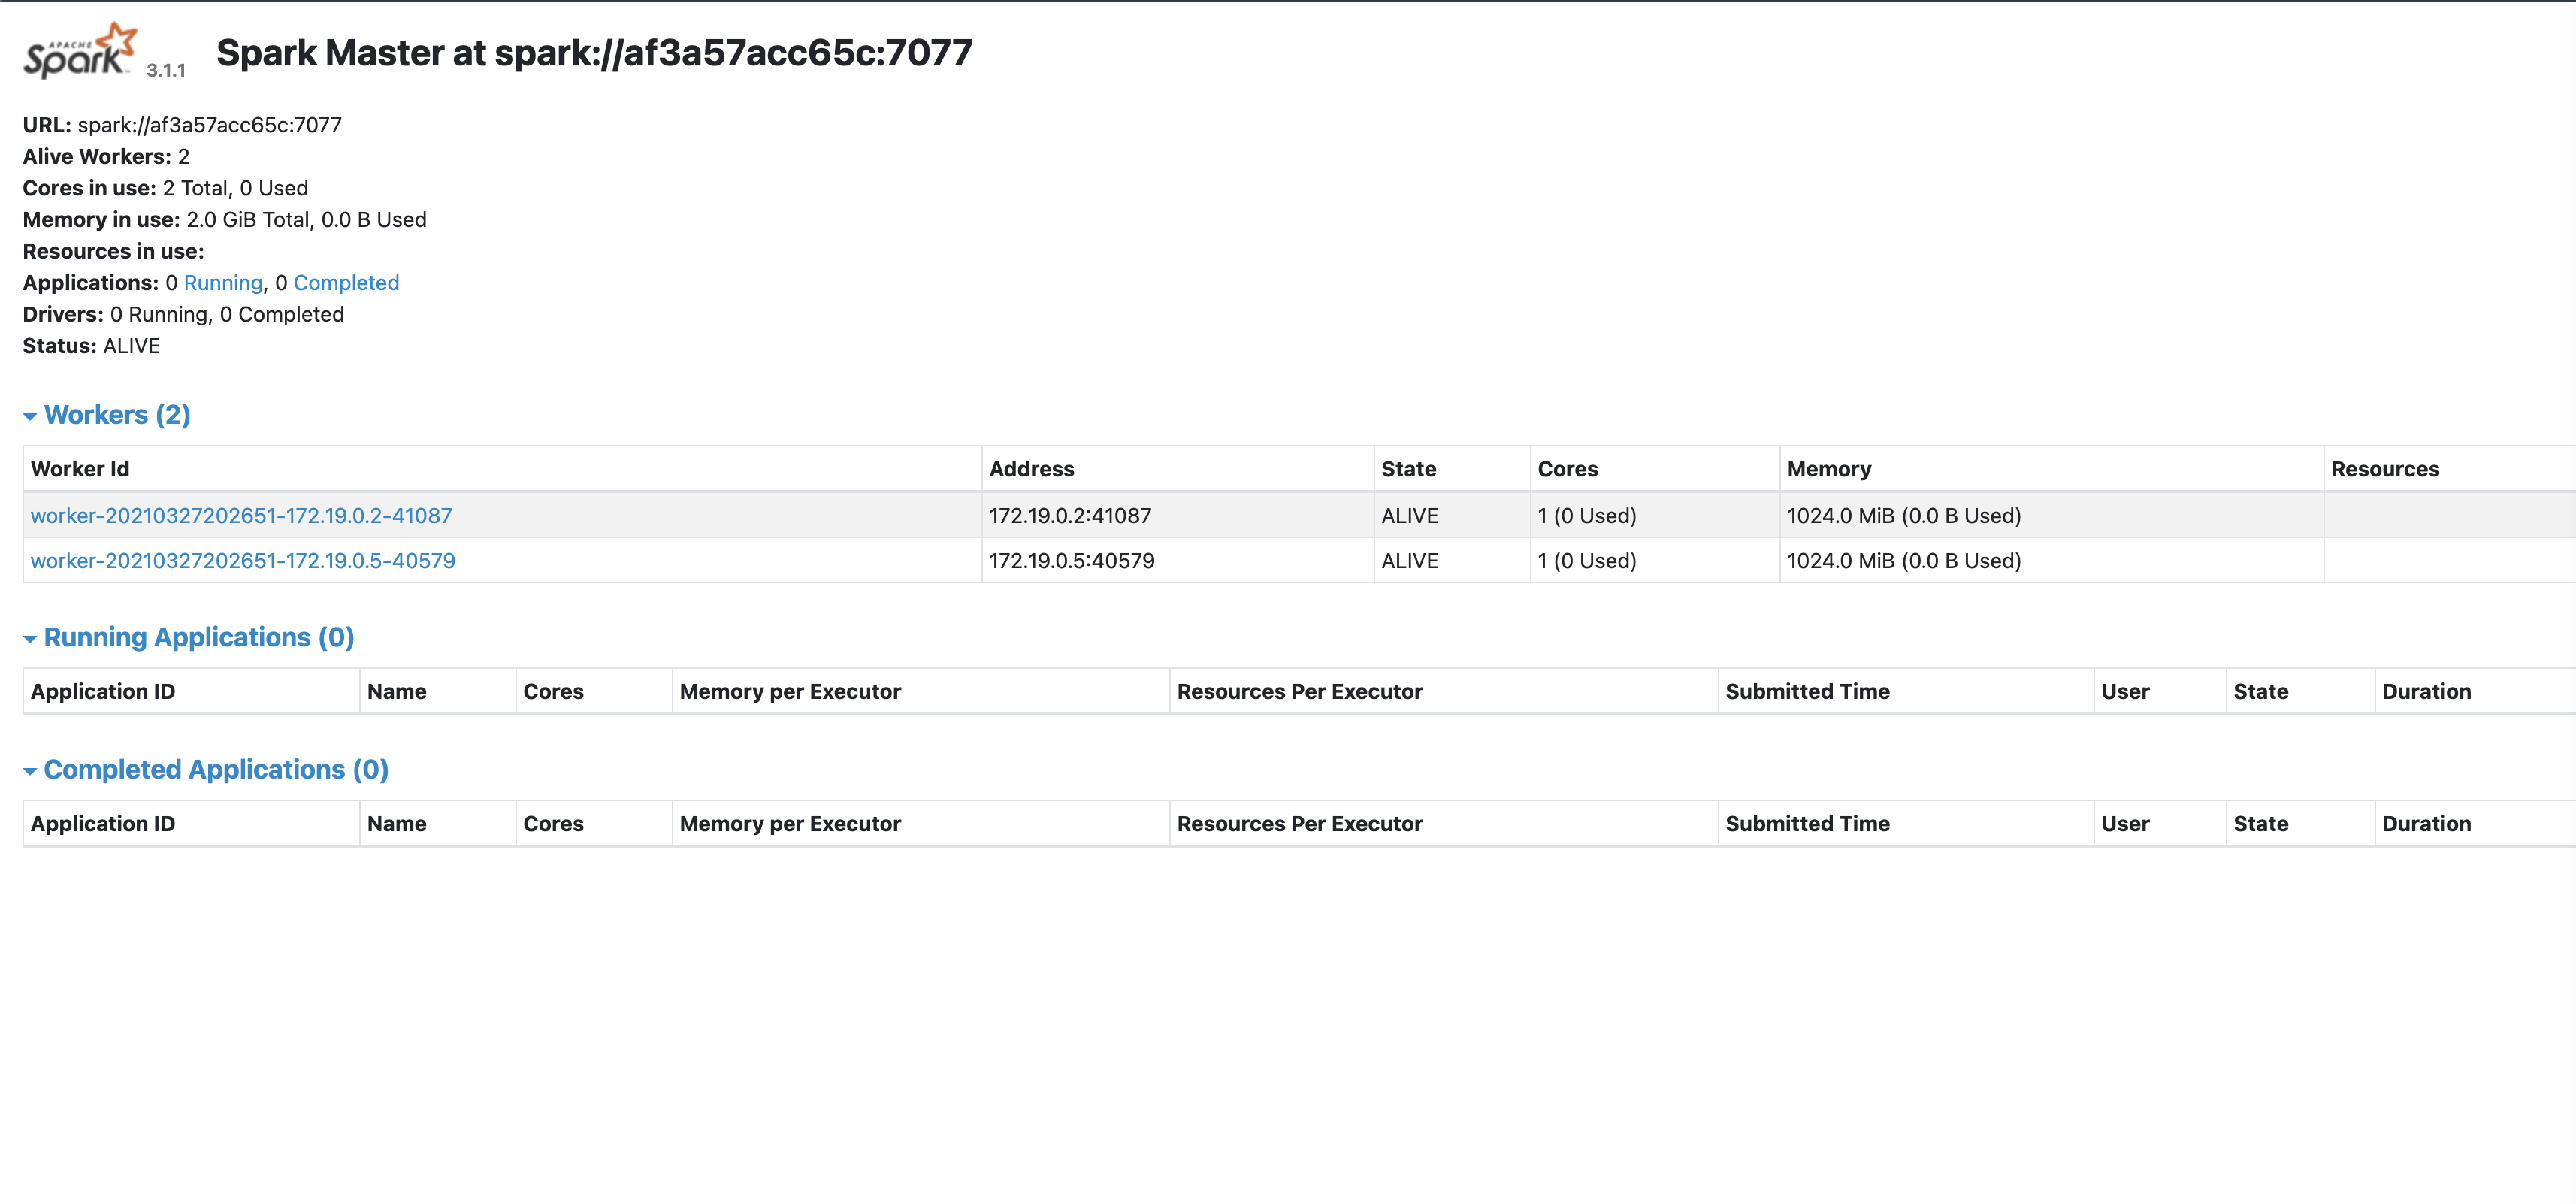 APACHE
Spark 3.1.1 Spark Master at spark://af3a57acc65c:7077
URL: spark://af3a57acc65c:7077
Alive Workers: 2
Cores in use: 2 Total, 0 Used
Memory in use: 2.0 GiB Total, 0.0 B Used
Resources in use:
Applications: 0 Running, 0 Completed
Drivers: 0 Running, 0 Completed
Status: ALIVE
Workers (2)
Worker Id Address State Cores Memory Resources
worker-20210327202651-172.19.0.2-41087 172.19.0.2:41087 ALIVE 1 (0 Used) 1024.0 MiB (0.0 B Used)
worker-20210327202651-172.19.0.5-40579 172.19.0.5:40579 ALIVE 1 (0 Used) 1024.0 MiB (0.0 B Used)
Running Applications (0)
Application ID Name Cores Memory per Executor Resources Per Executor Submitted Time User State Duration
Completed Applications (0)
Application ID Name Cores Memory per Executor Resources Per Executor Submitted Time User State Duration